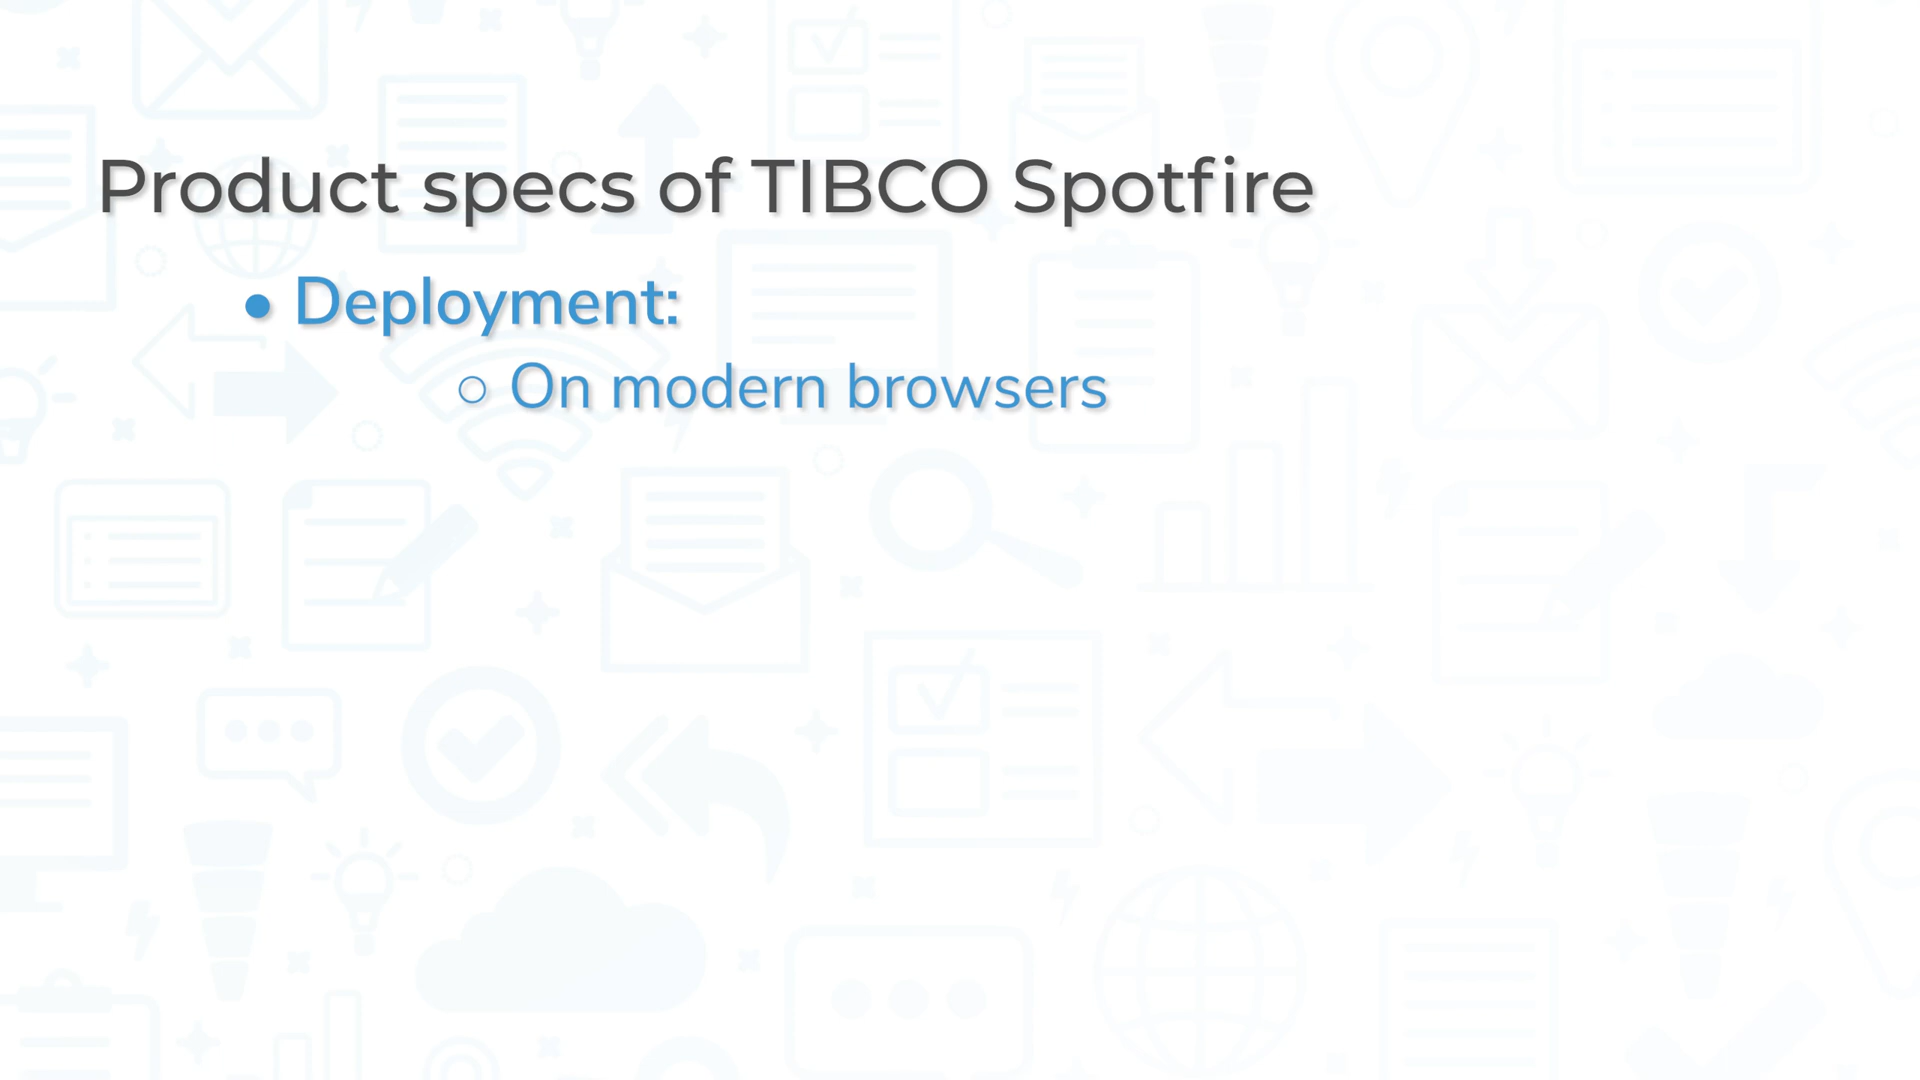 Product specs of TIBCO Spotfire
• Deployment:
○ On modern browsers